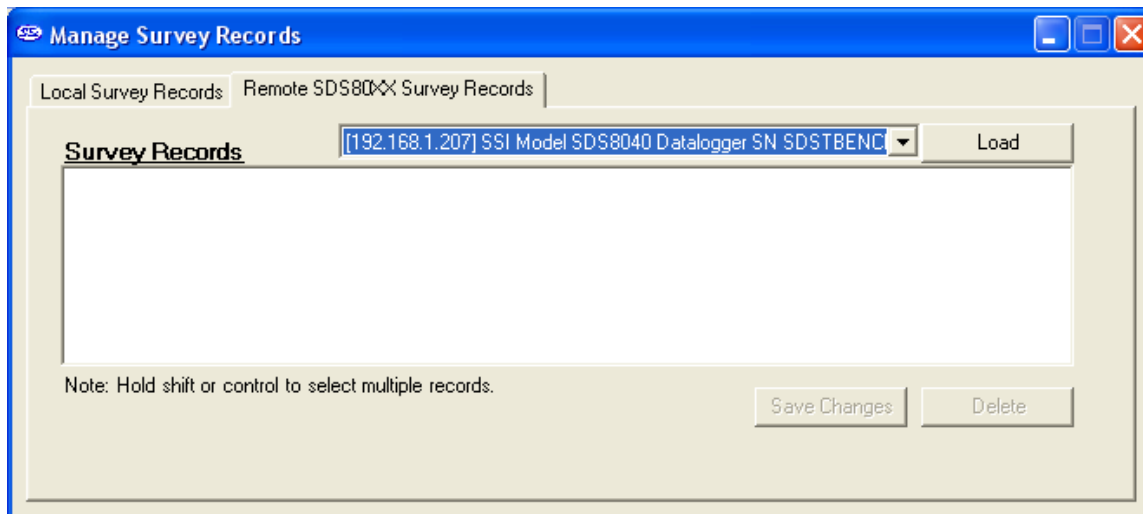 Manage Survey Records
Local Survey Records Remote SDS80XX Survey Records
Survey Records [192.168.1.207] SSI Model SDS8040 Datalogger SN SDSTBENC Load
Note: Hold shift or control to select multiple records.
Save Changes Delete